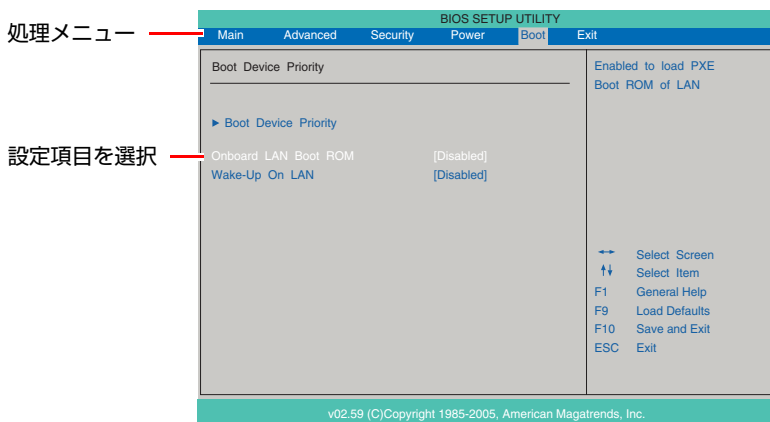 BIOS SETUP UTILITY
処理メニュー
Main Advanced Security Power Boot Exit
Boot Device Priority
Enabled to load PXE
Boot ROM of LAN
► Boot Device Priority
設定項目を選択
Onboard LAN Boot ROM [Disabled]
Wake-Up On LAN [Disabled]
←→ Select Screen
↑↓ Select Item
F1 General Help
F9 Load Defaults
F10 Save and Exit
ESC Exit
v02.59 (C)Copyright 1985-2005, American Magatrends, Inc.